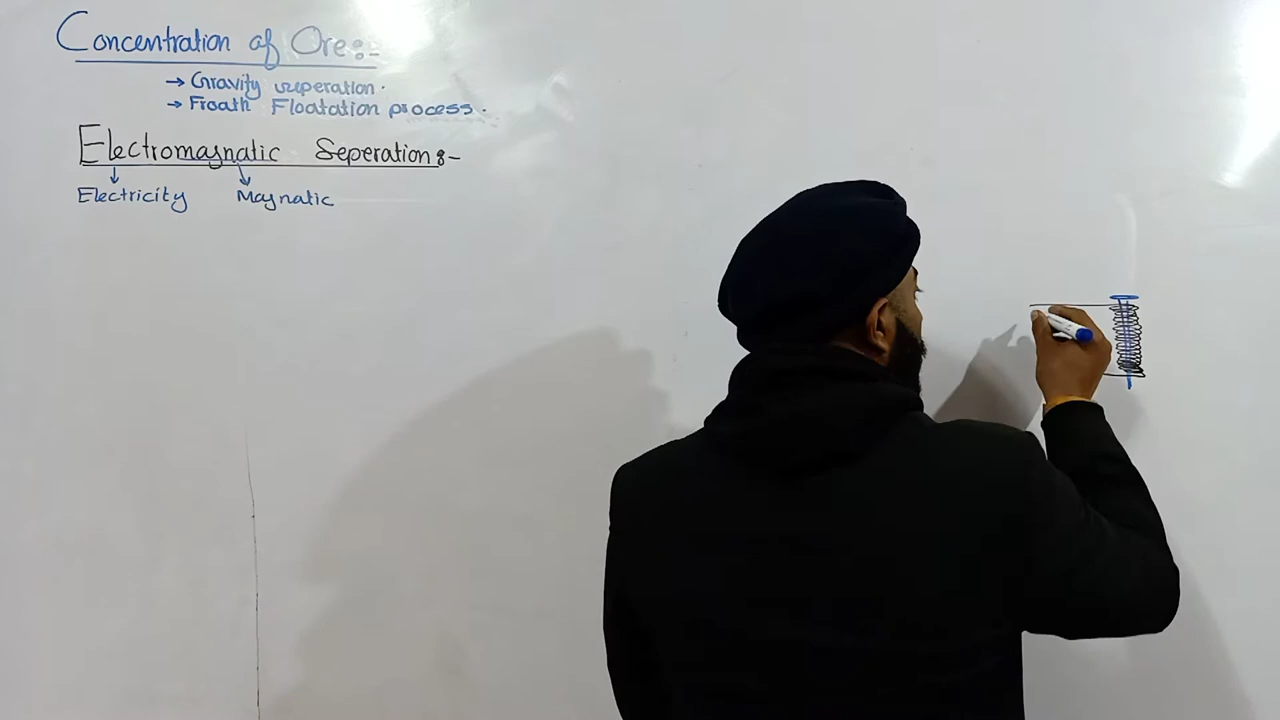 Concentration of Ore:-
→ Gravity seperation.
→ Froath Floatation process.
Electromagnatic Seperation:-
Electricity Magnatic